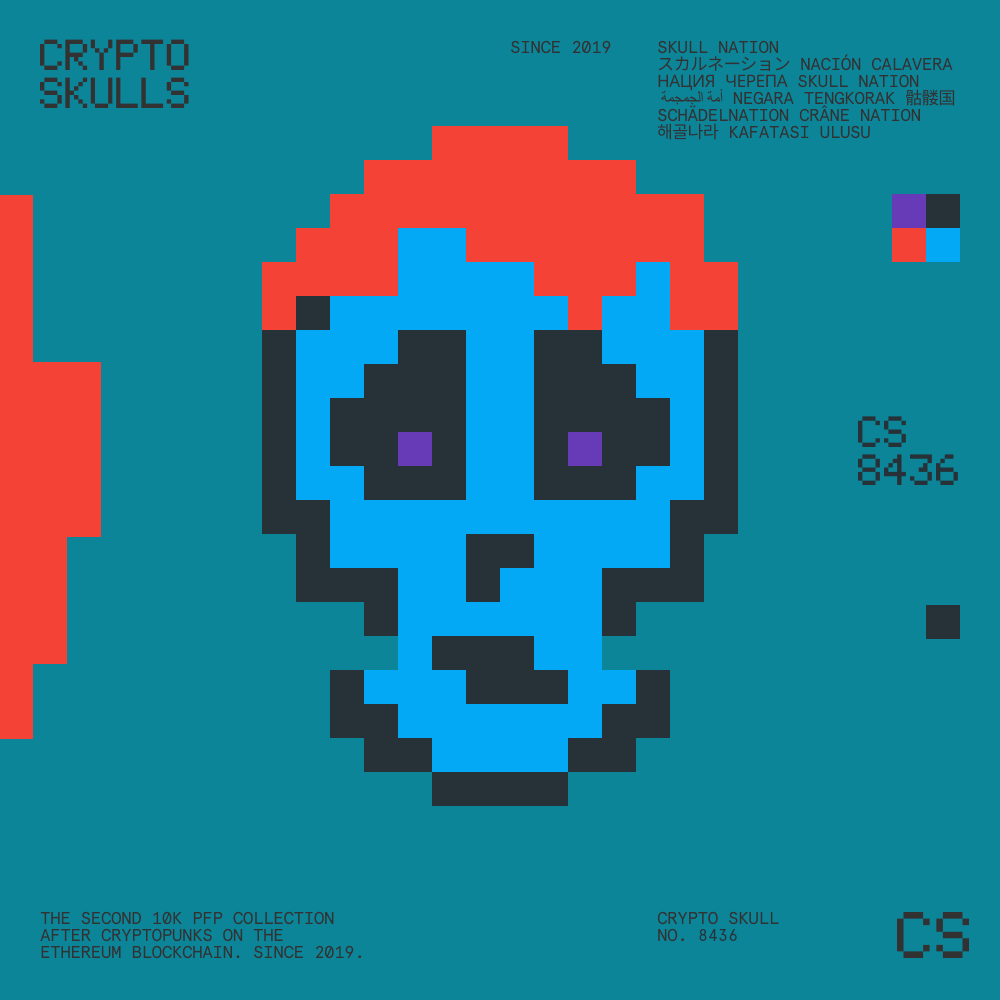 CRYPTO
SKULLS
SINCE 2019
SKULL NATION
スカルネーション NACIÓN CALAVERA
НАЦИЯ ЧЕРЕПА SKULL NATION
أمة الجمجمة NEGARA TENGKORAK 骷髅国
SCHÄDELNATION CRÂNE NATION
해골나라 KAFATASI ULUSU
CS
8436
THE SECOND 10K PFP COLLECTION
AFTER CRYPTOPUNKS ON THE
ETHEREUM BLOCKCHAIN. SINCE 2019.
CRYPTO SKULL
NO. 8436
CS